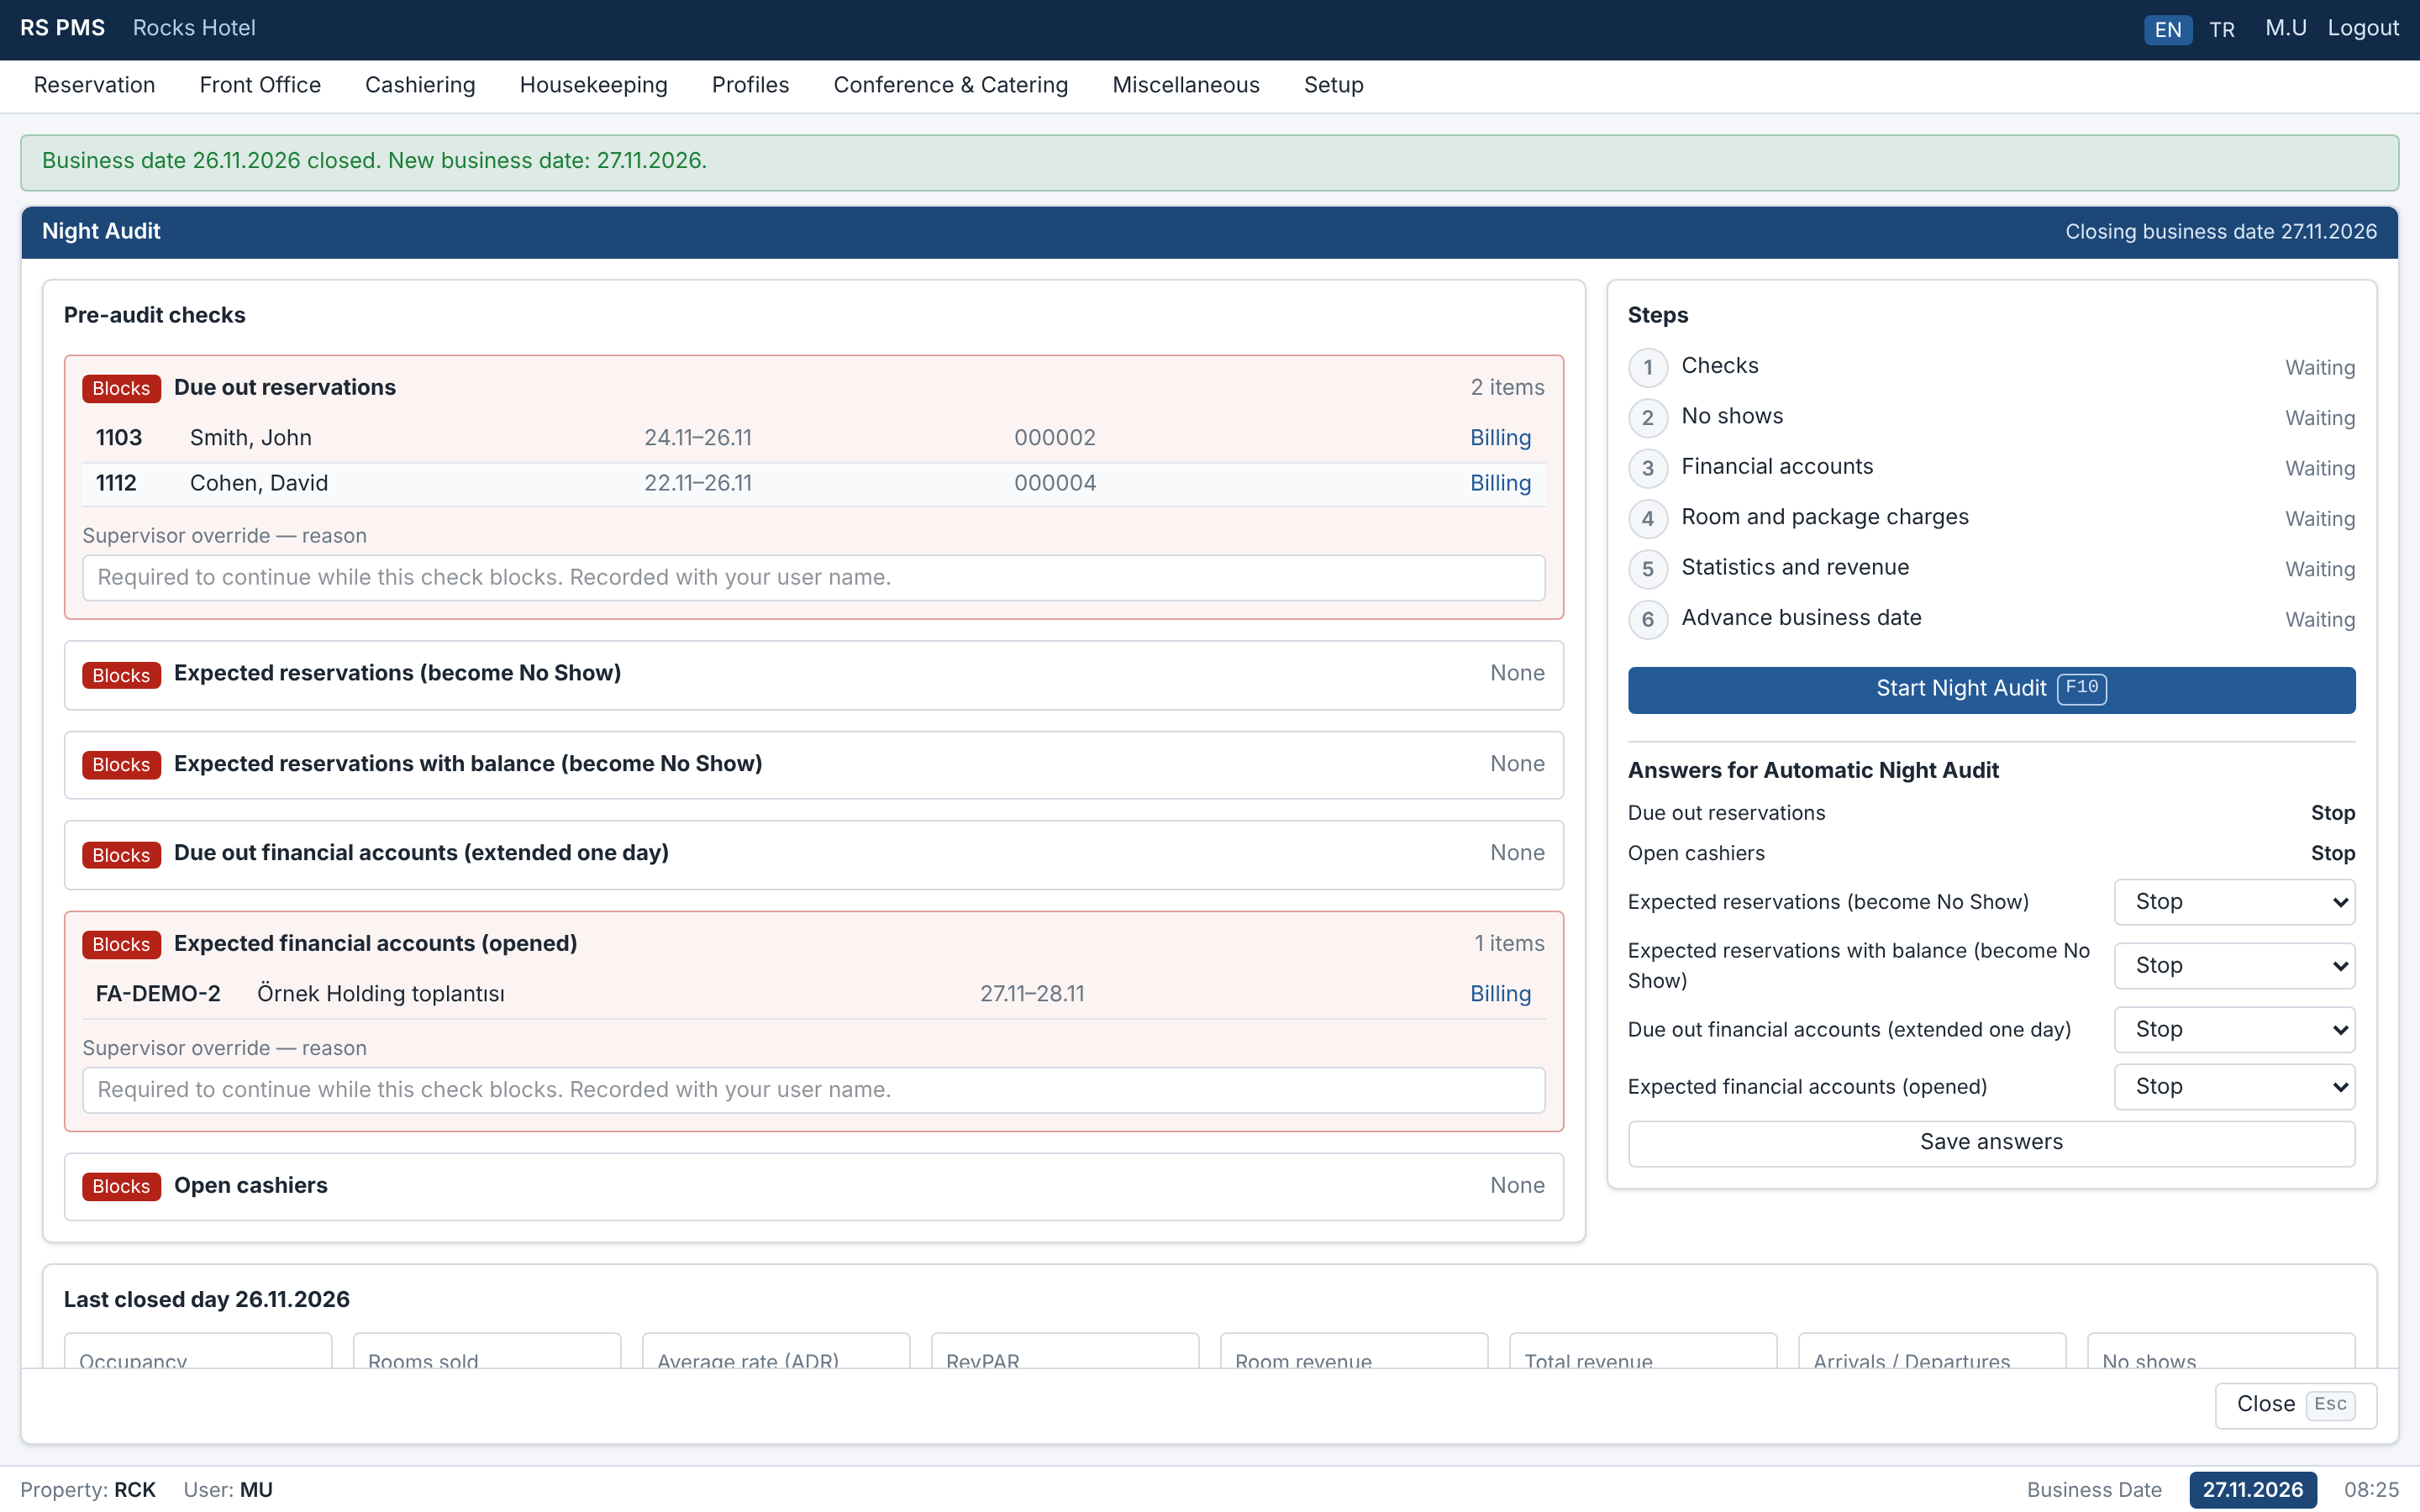 RS PMS Rocks Hotel EN TR M.U Logout
Reservation Front Office Cashiering Housekeeping Profiles Conference & Catering Miscellaneous Setup
Business date 26.11.2026 closed. New business date: 27.11.2026.
Night Audit Closing business date 27.11.2026
Pre-audit checks
Blocks Due out reservations 2 items
1103 Smith, John 24.11–26.11 000002 Billing
1112 Cohen, David 22.11–26.11 000004 Billing
Supervisor override — reason
Required to continue while this check blocks. Recorded with your user name.
Blocks Expected reservations (become No Show) None
Blocks Expected reservations with balance (become No Show) None
Blocks Due out financial accounts (extended one day) None
Blocks Expected financial accounts (opened) 1 items
FA-DEMO-2 Örnek Holding toplantısı 27.11–28.11 Billing
Supervisor override — reason
Required to continue while this check blocks. Recorded with your user name.
Blocks Open cashiers None
Steps
1 Checks Waiting
2 No shows Waiting
3 Financial accounts Waiting
4 Room and package charges Waiting
5 Statistics and revenue Waiting
6 Advance business date Waiting
Start Night Audit F10
Answers for Automatic Night Audit
Due out reservations Stop
Open cashiers Stop
Expected reservations (become No Show) Stop
Expected reservations with balance (become No
Show) Stop
Due out financial accounts (extended one day) Stop
Expected financial accounts (opened) Stop
Save answers
Last closed day 26.11.2026
Occupancy Rooms sold Average rate (ADR) RevPAR Room revenue Total revenue Arrivals / Departures No shows
Close Esc
Property: RCK User: MU Business Date 27.11.2026 08:25